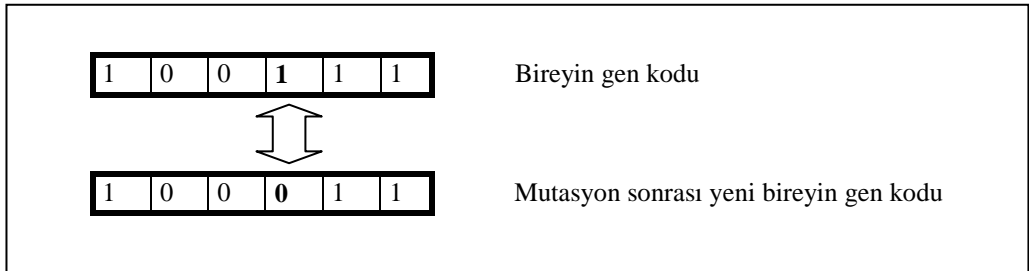 1 0 0 1 1 1 Bireyin gen kodu
1 0 0 0 1 1 Mutasyon sonrası yeni bireyin gen kodu